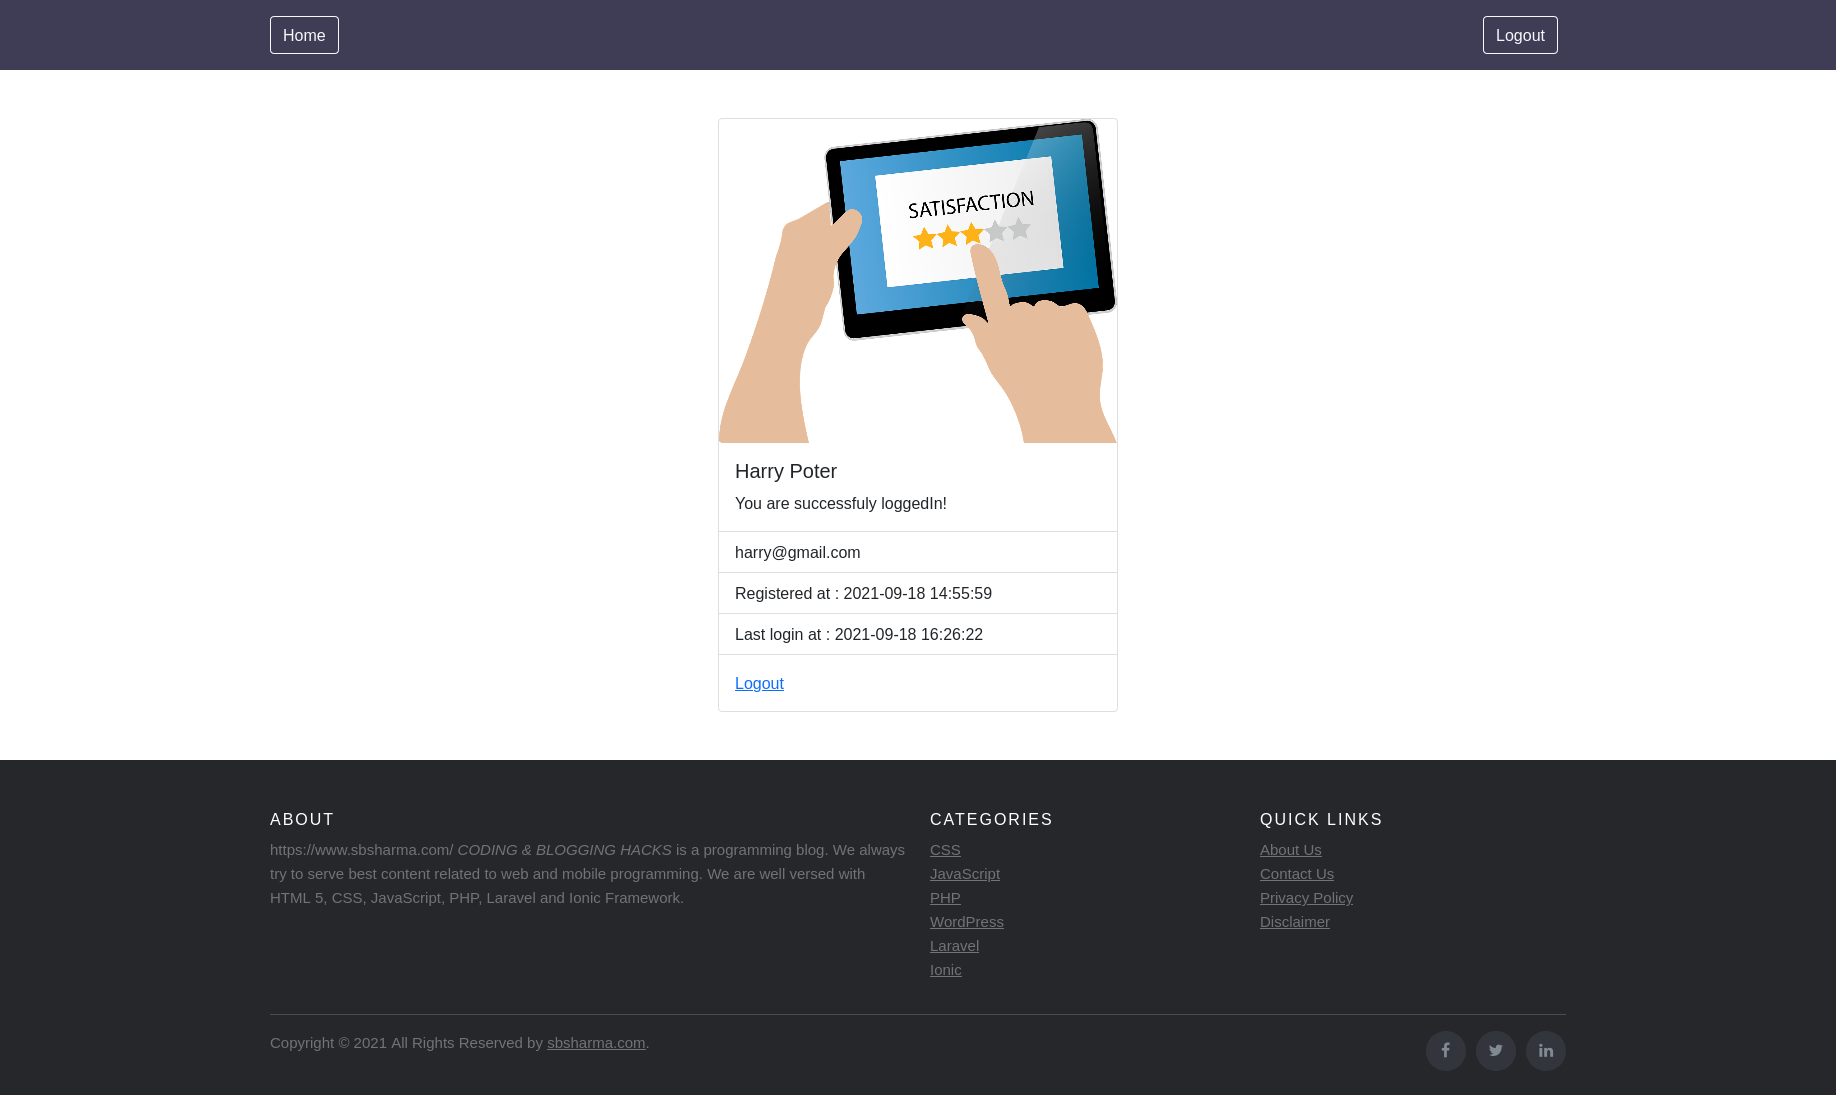 Home
Logout
SATISFACTION
Harry Poter
You are successfuly loggedIn!
harry@gmail.com
Registered at : 2021-09-18 14:55:59
Last login at : 2021-09-18 16:26:22
Logout
ABOUT
https://www.sbsharma.com/ CODING & BLOGGING HACKS is a programming blog. We always
try to serve best content related to web and mobile programming. We are well versed with
HTML 5, CSS, JavaScript, PHP, Laravel and Ionic Framework.
CATEGORIES
CSS
JavaScript
PHP
WordPress
Laravel
Ionic
QUICK LINKS
About Us
Contact Us
Privacy Policy
Disclaimer
Copyright © 2021 All Rights Reserved by sbsharma.com.